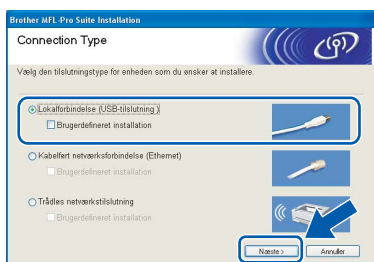 Brother MFL-Pro Suite Installation
Connection Type
Vælg den tilslutningstype for enheden som du ønsker at installere.
Lokalforbindelse (USB-tilslutning)
Brugerdefineret installation
Kabelført netværksforbindelse (Ethernet)
Brugerdefineret installation
Trådløs netværkstilslutning
Brugerdefineret installation
Næste >
Annuller